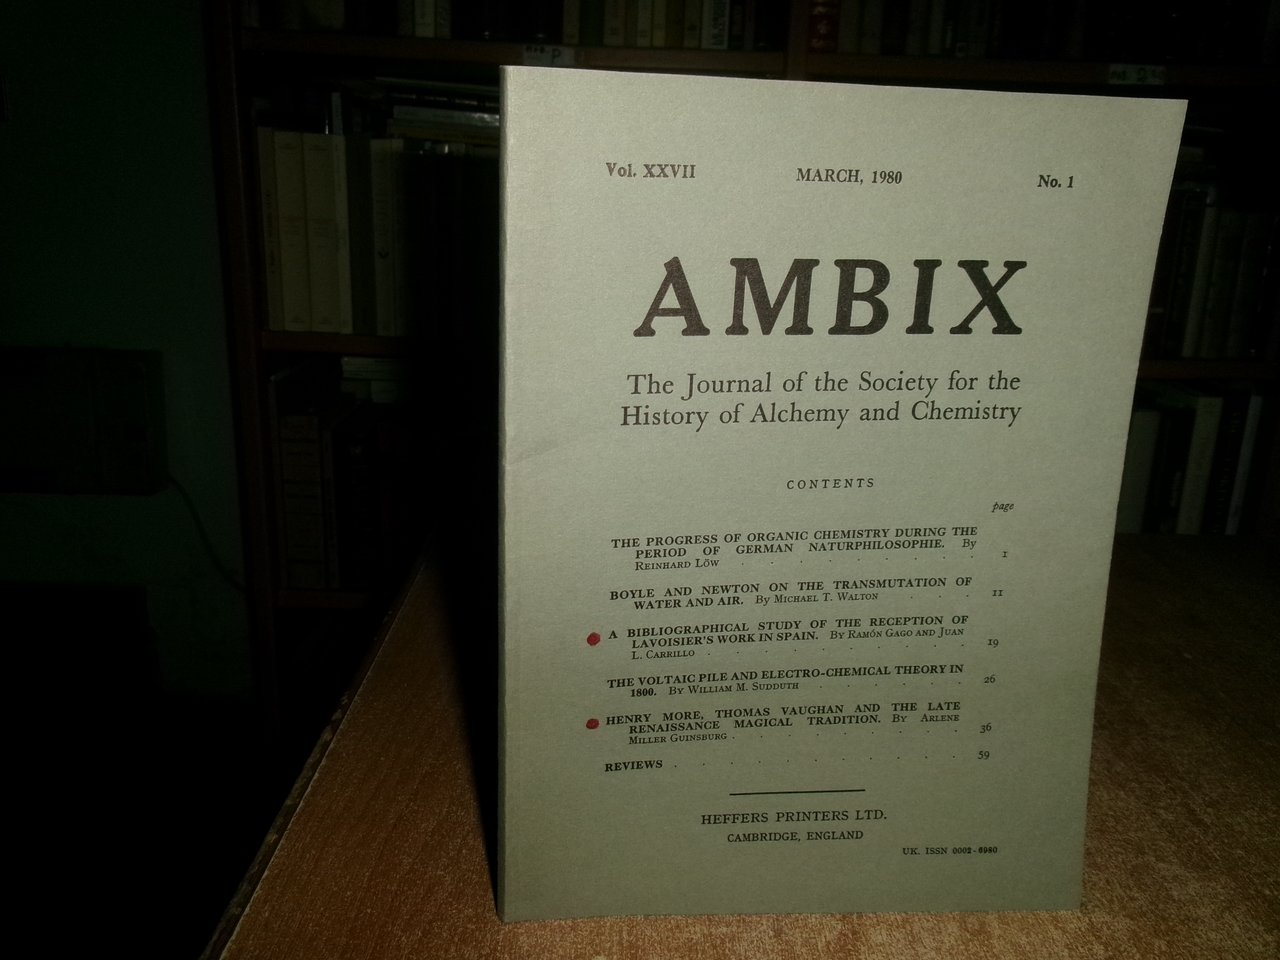 Vol. XXVII MARCH, 1980 No. 1
AMBIX
The Journal of the Society for the
History of Alchemy and Chemistry
CONTENTS
page
THE PROGRESS OF ORGANIC CHEMISTRY DURING THE
PERIOD OF GERMAN NATURPHILOSOPHIE. By
REINHARD LÖW . . . . . . . . . 1
BOYLE AND NEWTON ON THE TRANSMUTATION OF
WATER AND AIR. By MICHAEL T. WALTON . . . 11
A BIBLIOGRAPHICAL STUDY OF THE RECEPTION OF
LAVOISIER'S WORK IN SPAIN. By RAMÓN GAGO AND JUAN
L. CARRILLO . . . . . . . . . . 19
THE VOLTAIC PILE AND ELECTRO-CHEMICAL THEORY IN
1800. By WILLIAM M. SUDDUTH . . . . . . 26
HENRY MORE, THOMAS VAUGHAN AND THE LATE
RENAISSANCE MAGICAL TRADITION. By ARLENE
MILLER GUINSBURG . . . . . . . . . 36
REVIEWS . . . . . . . . . . . 59
HEFFERS PRINTERS LTD.
CAMBRIDGE, ENGLAND
UK. ISSN 0002-6980